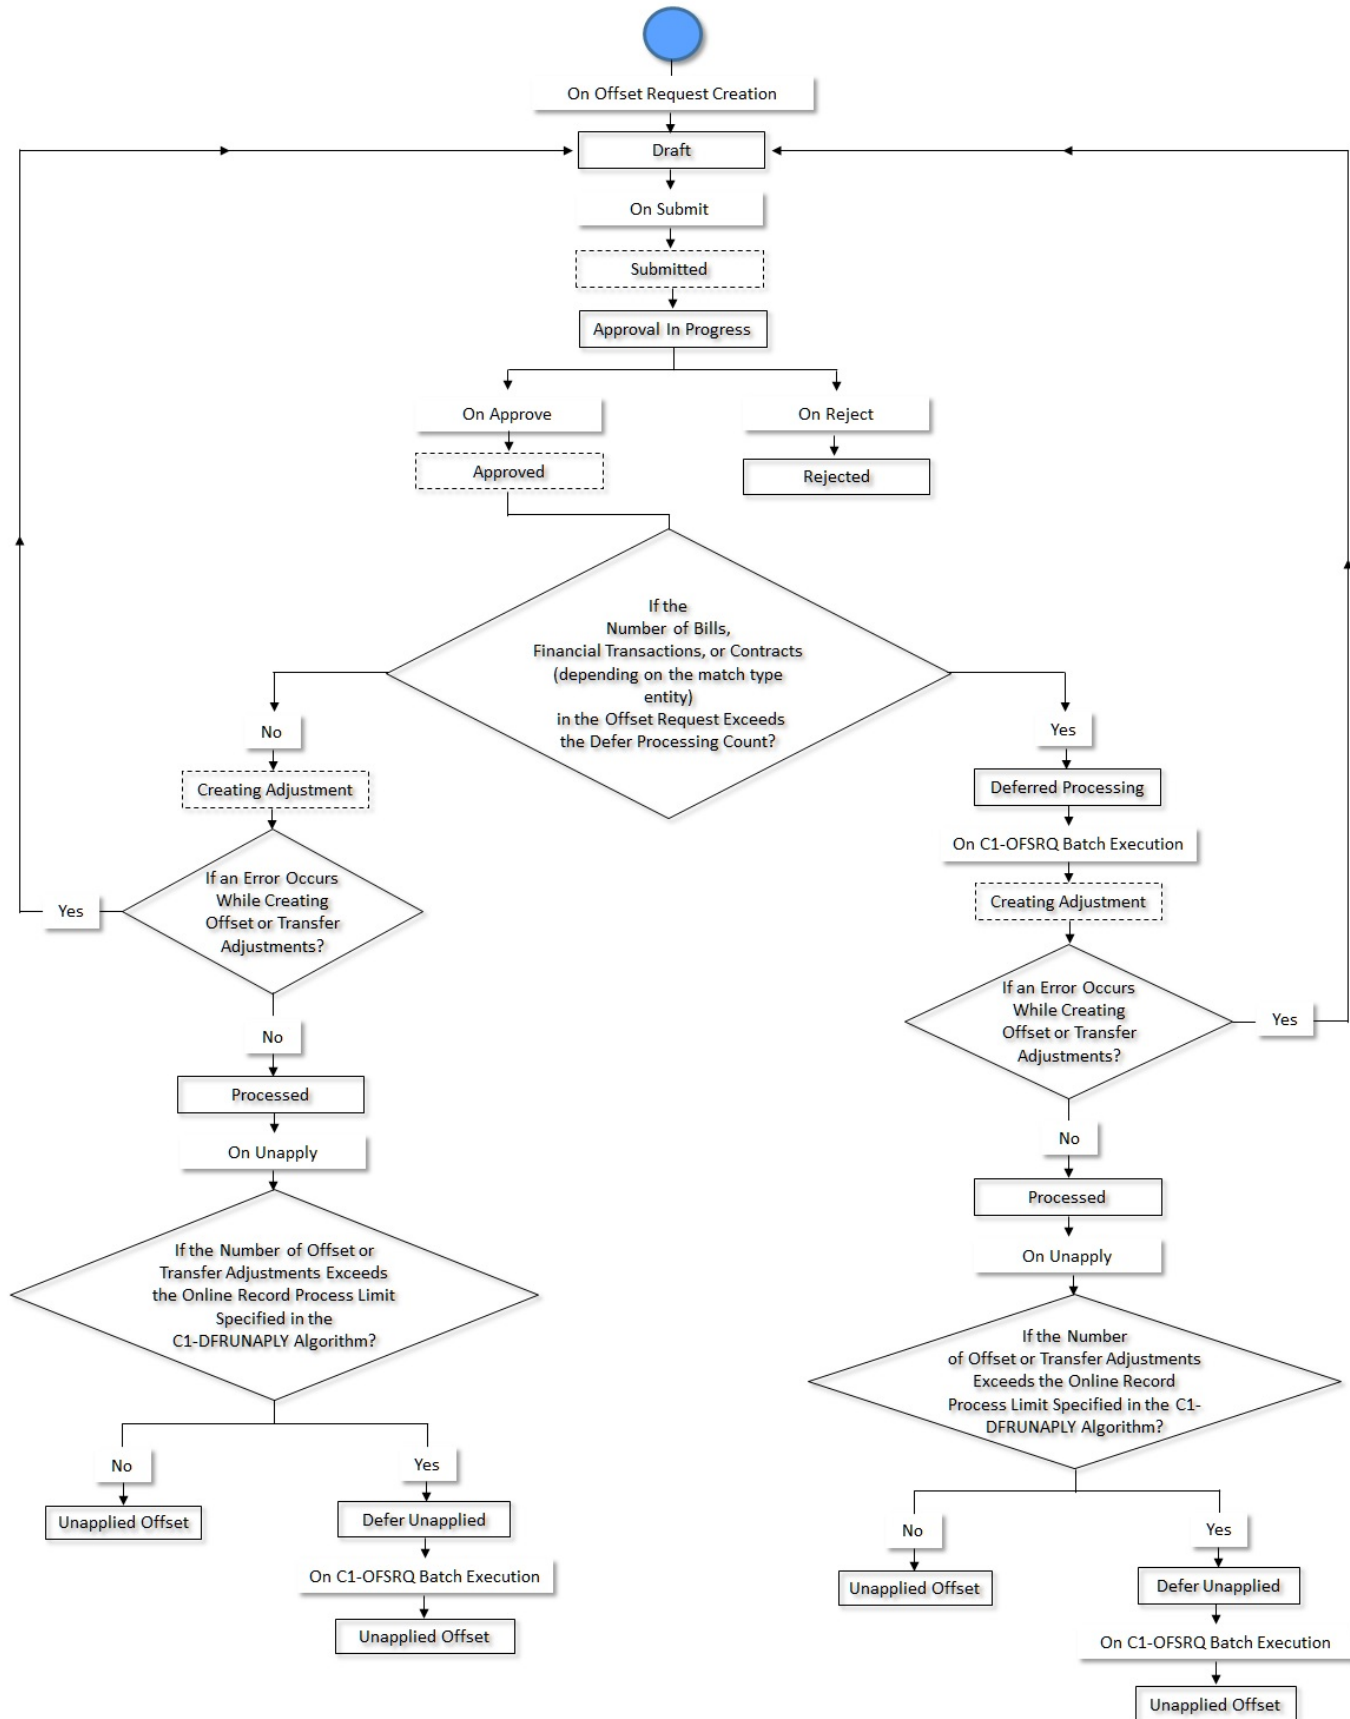 On Offset Request Creation
Draft
On Submit
Submitted
Approval In Progress
On Approve
On Reject
Approved
Rejected
If the
Number of Bills,
Financial Transactions, or Contracts
(depending on the match type
entity)
in the Offset Request Exceeds
the Defer Processing Count?
No
Creating Adjustment
If an Error Occurs
While Creating
Offset or Transfer
Adjustments?
Yes
No
Processed
On Unapply
If the Number of Offset or
Transfer Adjustments Exceeds
the Online Record Process Limit
Specified in the
C1-DFRUNAPLY Algorithm?
No
Unapplied Offset
Yes
Defer Unapplied
On C1-OFSRQ Batch Execution
Unapplied Offset
Yes
Deferred Processing
On C1-OFSRQ Batch Execution
Creating Adjustment
If an Error Occurs
While Creating
Offset or Transfer
Adjustments?
Yes
No
Processed
On Unapply
If the Number
of Offset or Transfer Adjustments
Exceeds the Online Record
Process Limit Specified in the C1-
DFRUNAPLY Algorithm?
No
Unapplied Offset
Yes
Defer Unapplied
On C1-OFSRQ Batch Execution
Unapplied Offset